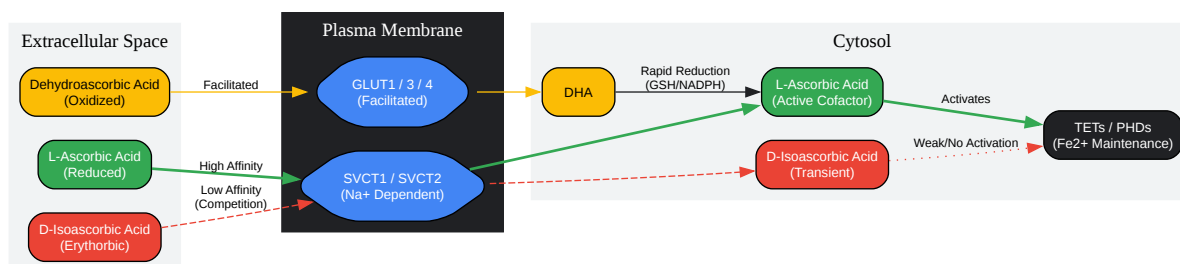 Extracellular Space
Plasma Membrane
Cytosol
Dehydroascorbic Acid
(Oxidized)
Facilitated
GLUT1 / 3 / 4
(Facilitated)
DHA
Rapid Reduction
(GSH/NADPH)
L-Ascorbic Acid
(Active Cofactor)
Activates
TETs / PHDs
(Fe2+ Maintenance)
L-Ascorbic Acid
(Reduced)
High Affinity
SVCT1 / SVCT2
(Na+ Dependent)
D-Isoascorbic Acid
(Transient)
Weak/No Activation
Low Affinity
(Competition)
D-Isoascorbic Acid
(Erythorbic)